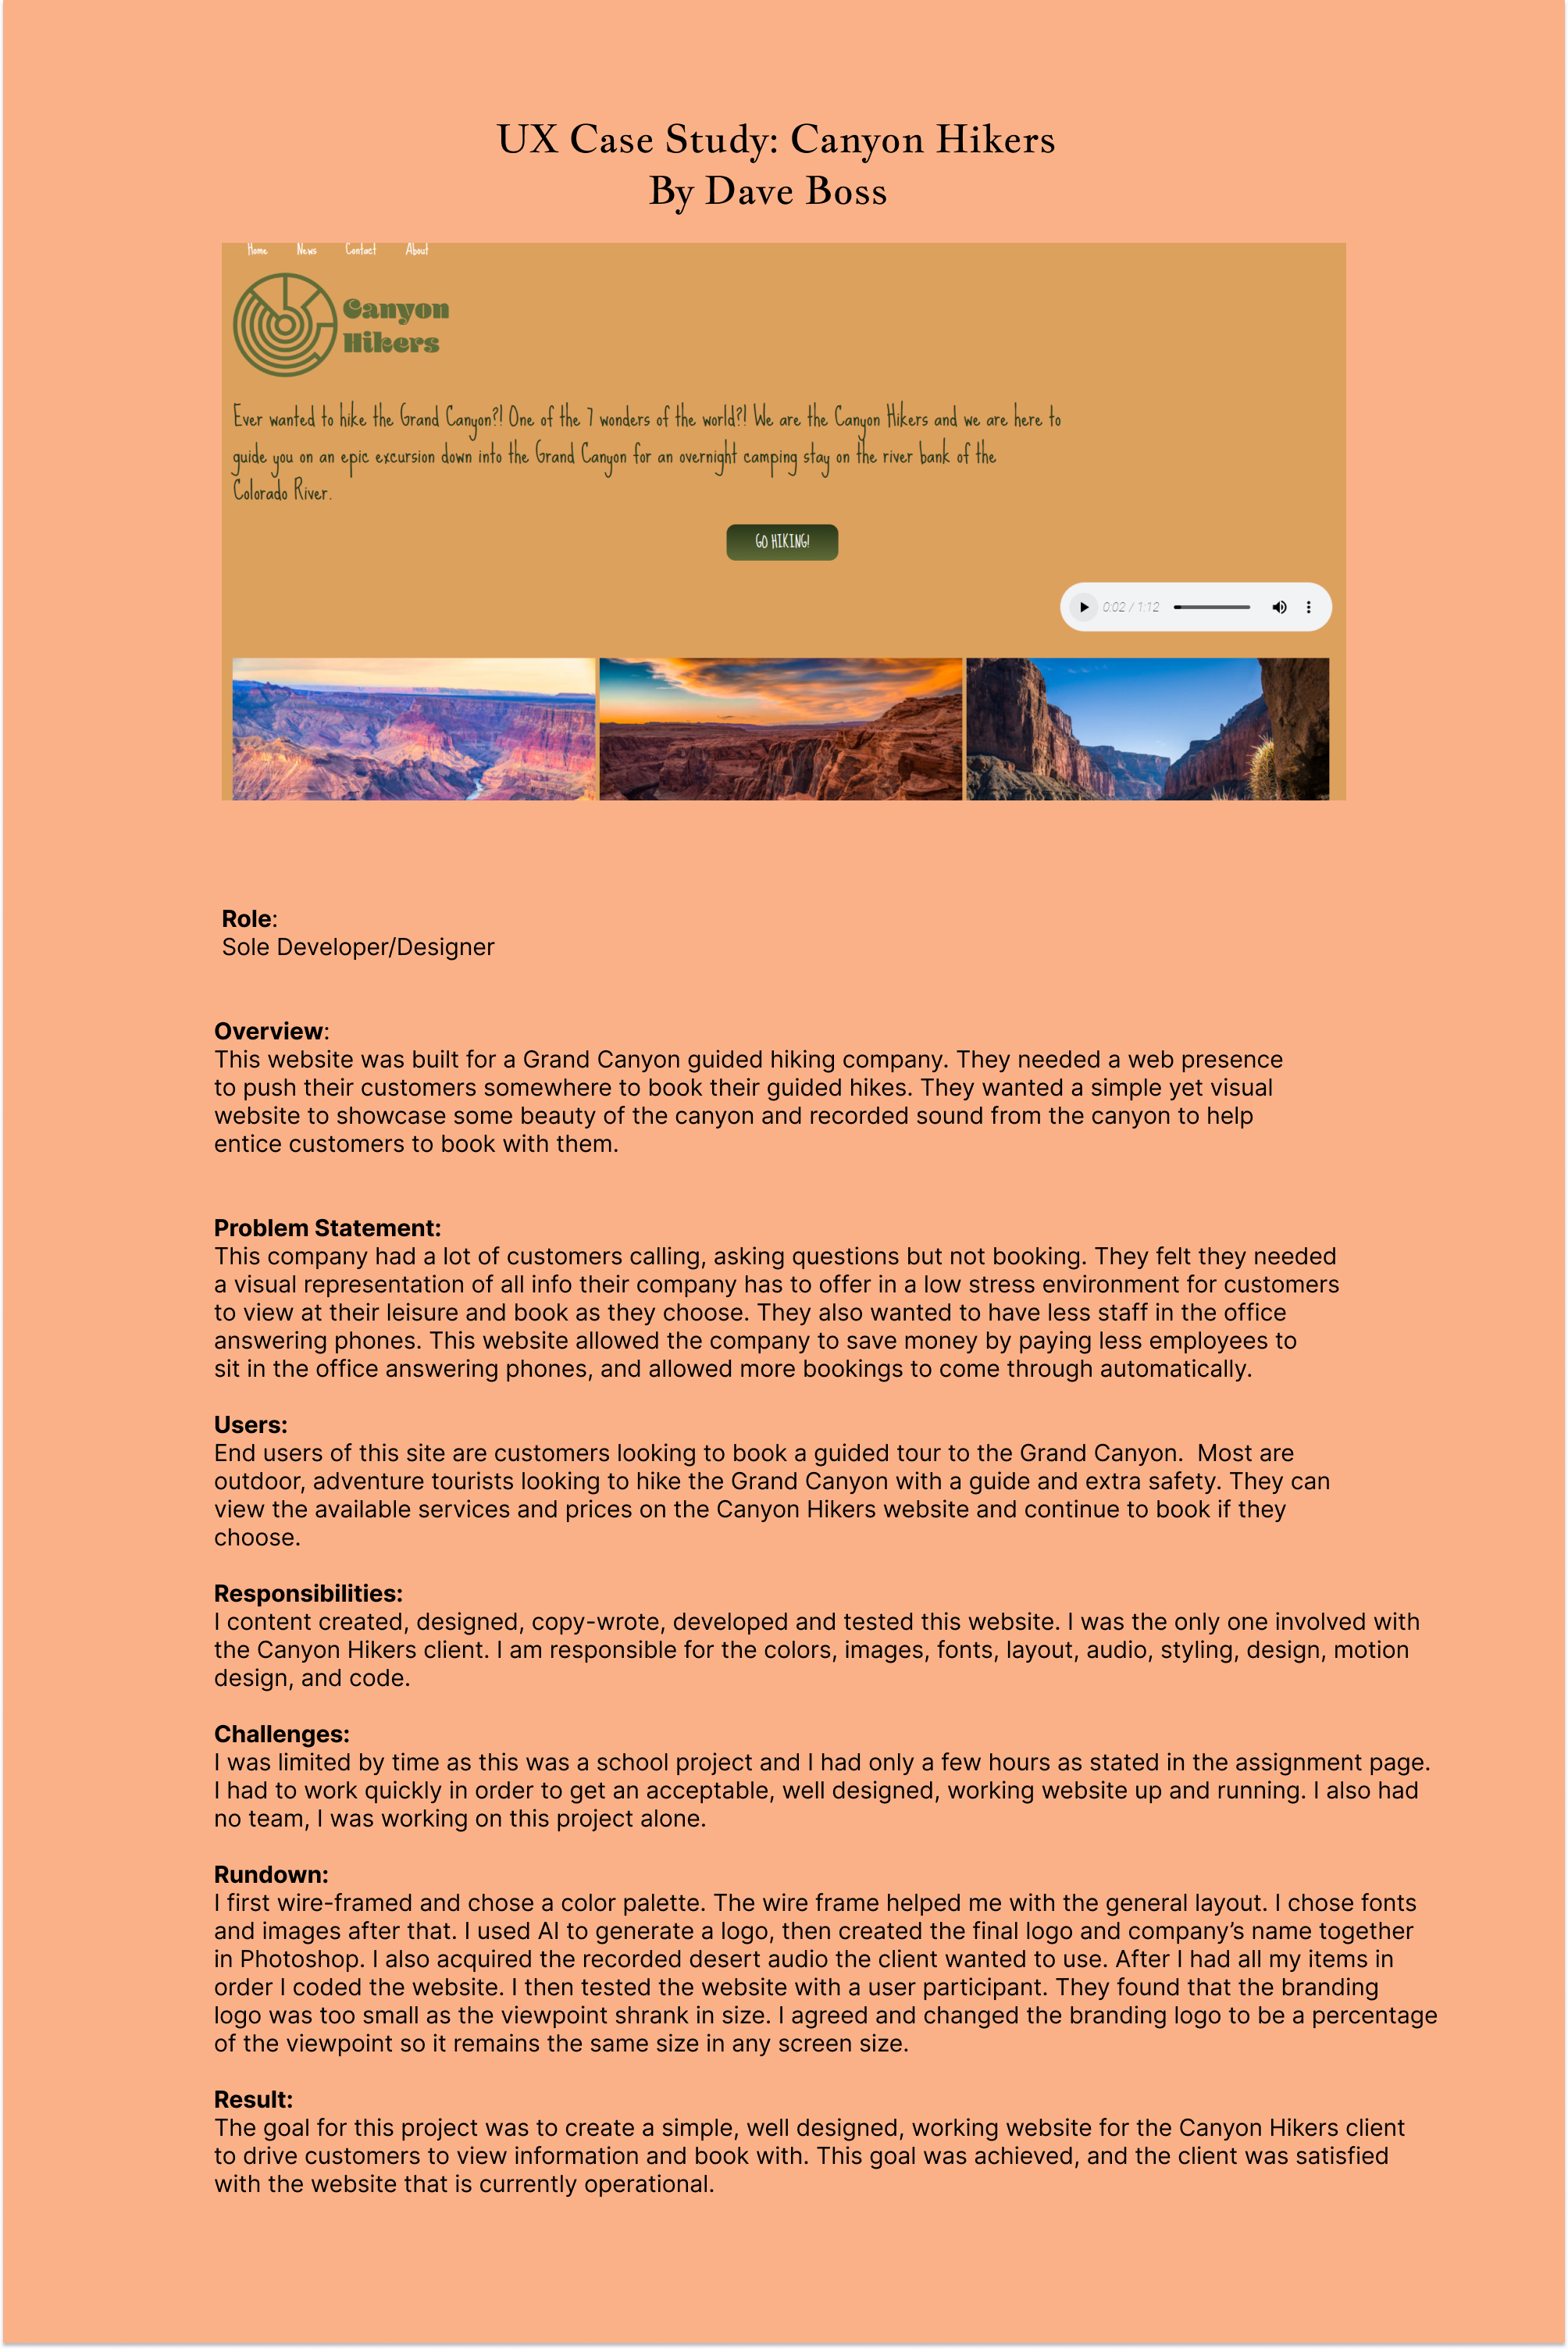 UX Case Study: Canyon Hikers
By Dave Boss
Home News Contact About
Canyon
Hikers
Ever wanted to hike the Grand Canyon?! One of the 7 wonders of the world?! We are the Canyon Hikers and we are here to
guide you on an epic excursion down into the Grand Canyon for an overnight camping stay on the river bank of the
Colorado River.
GO HIKING!
0:02 / 1:12
Role:
Sole Developer/Designer
Overview:
This website was built for a Grand Canyon guided hiking company. They needed a web presence
to push their customers somewhere to book their guided hikes. They wanted a simple yet visual
website to showcase some beauty of the canyon and recorded sound from the canyon to help
entice customers to book with them.
Problem Statement:
This company had a lot of customers calling, asking questions but not booking. They felt they needed
a visual representation of all info their company has to offer in a low stress environment for customers
to view at their leisure and book as they choose. They also wanted to have less staff in the office
answering phones. This website allowed the company to save money by paying less employees to
sit in the office answering phones, and allowed more bookings to come through automatically.
Users:
End users of this site are customers looking to book a guided tour to the Grand Canyon.  Most are
outdoor, adventure tourists looking to hike the Grand Canyon with a guide and extra safety. They can
view the available services and prices on the Canyon Hikers website and continue to book if they
choose.
Responsibilities:
I content created, designed, copy-wrote, developed and tested this website. I was the only one involved with
the Canyon Hikers client. I am responsible for the colors, images, fonts, layout, audio, styling, design, motion
design, and code.
Challenges:
I was limited by time as this was a school project and I had only a few hours as stated in the assignment page.
I had to work quickly in order to get an acceptable, well designed, working website up and running. I also had
no team, I was working on this project alone.
Rundown:
I first wire-framed and chose a color palette. The wire frame helped me with the general layout. I chose fonts
and images after that. I used AI to generate a logo, then created the final logo and company’s name together
in Photoshop. I also acquired the recorded desert audio the client wanted to use. After I had all my items in
order I coded the website. I then tested the website with a user participant. They found that the branding
logo was too small as the viewpoint shrank in size. I agreed and changed the branding logo to be a percentage
of the viewpoint so it remains the same size in any screen size.
Result:
The goal for this project was to create a simple, well designed, working website for the Canyon Hikers client
to drive customers to view information and book with. This goal was achieved, and the client was satisfied
with the website that is currently operational.